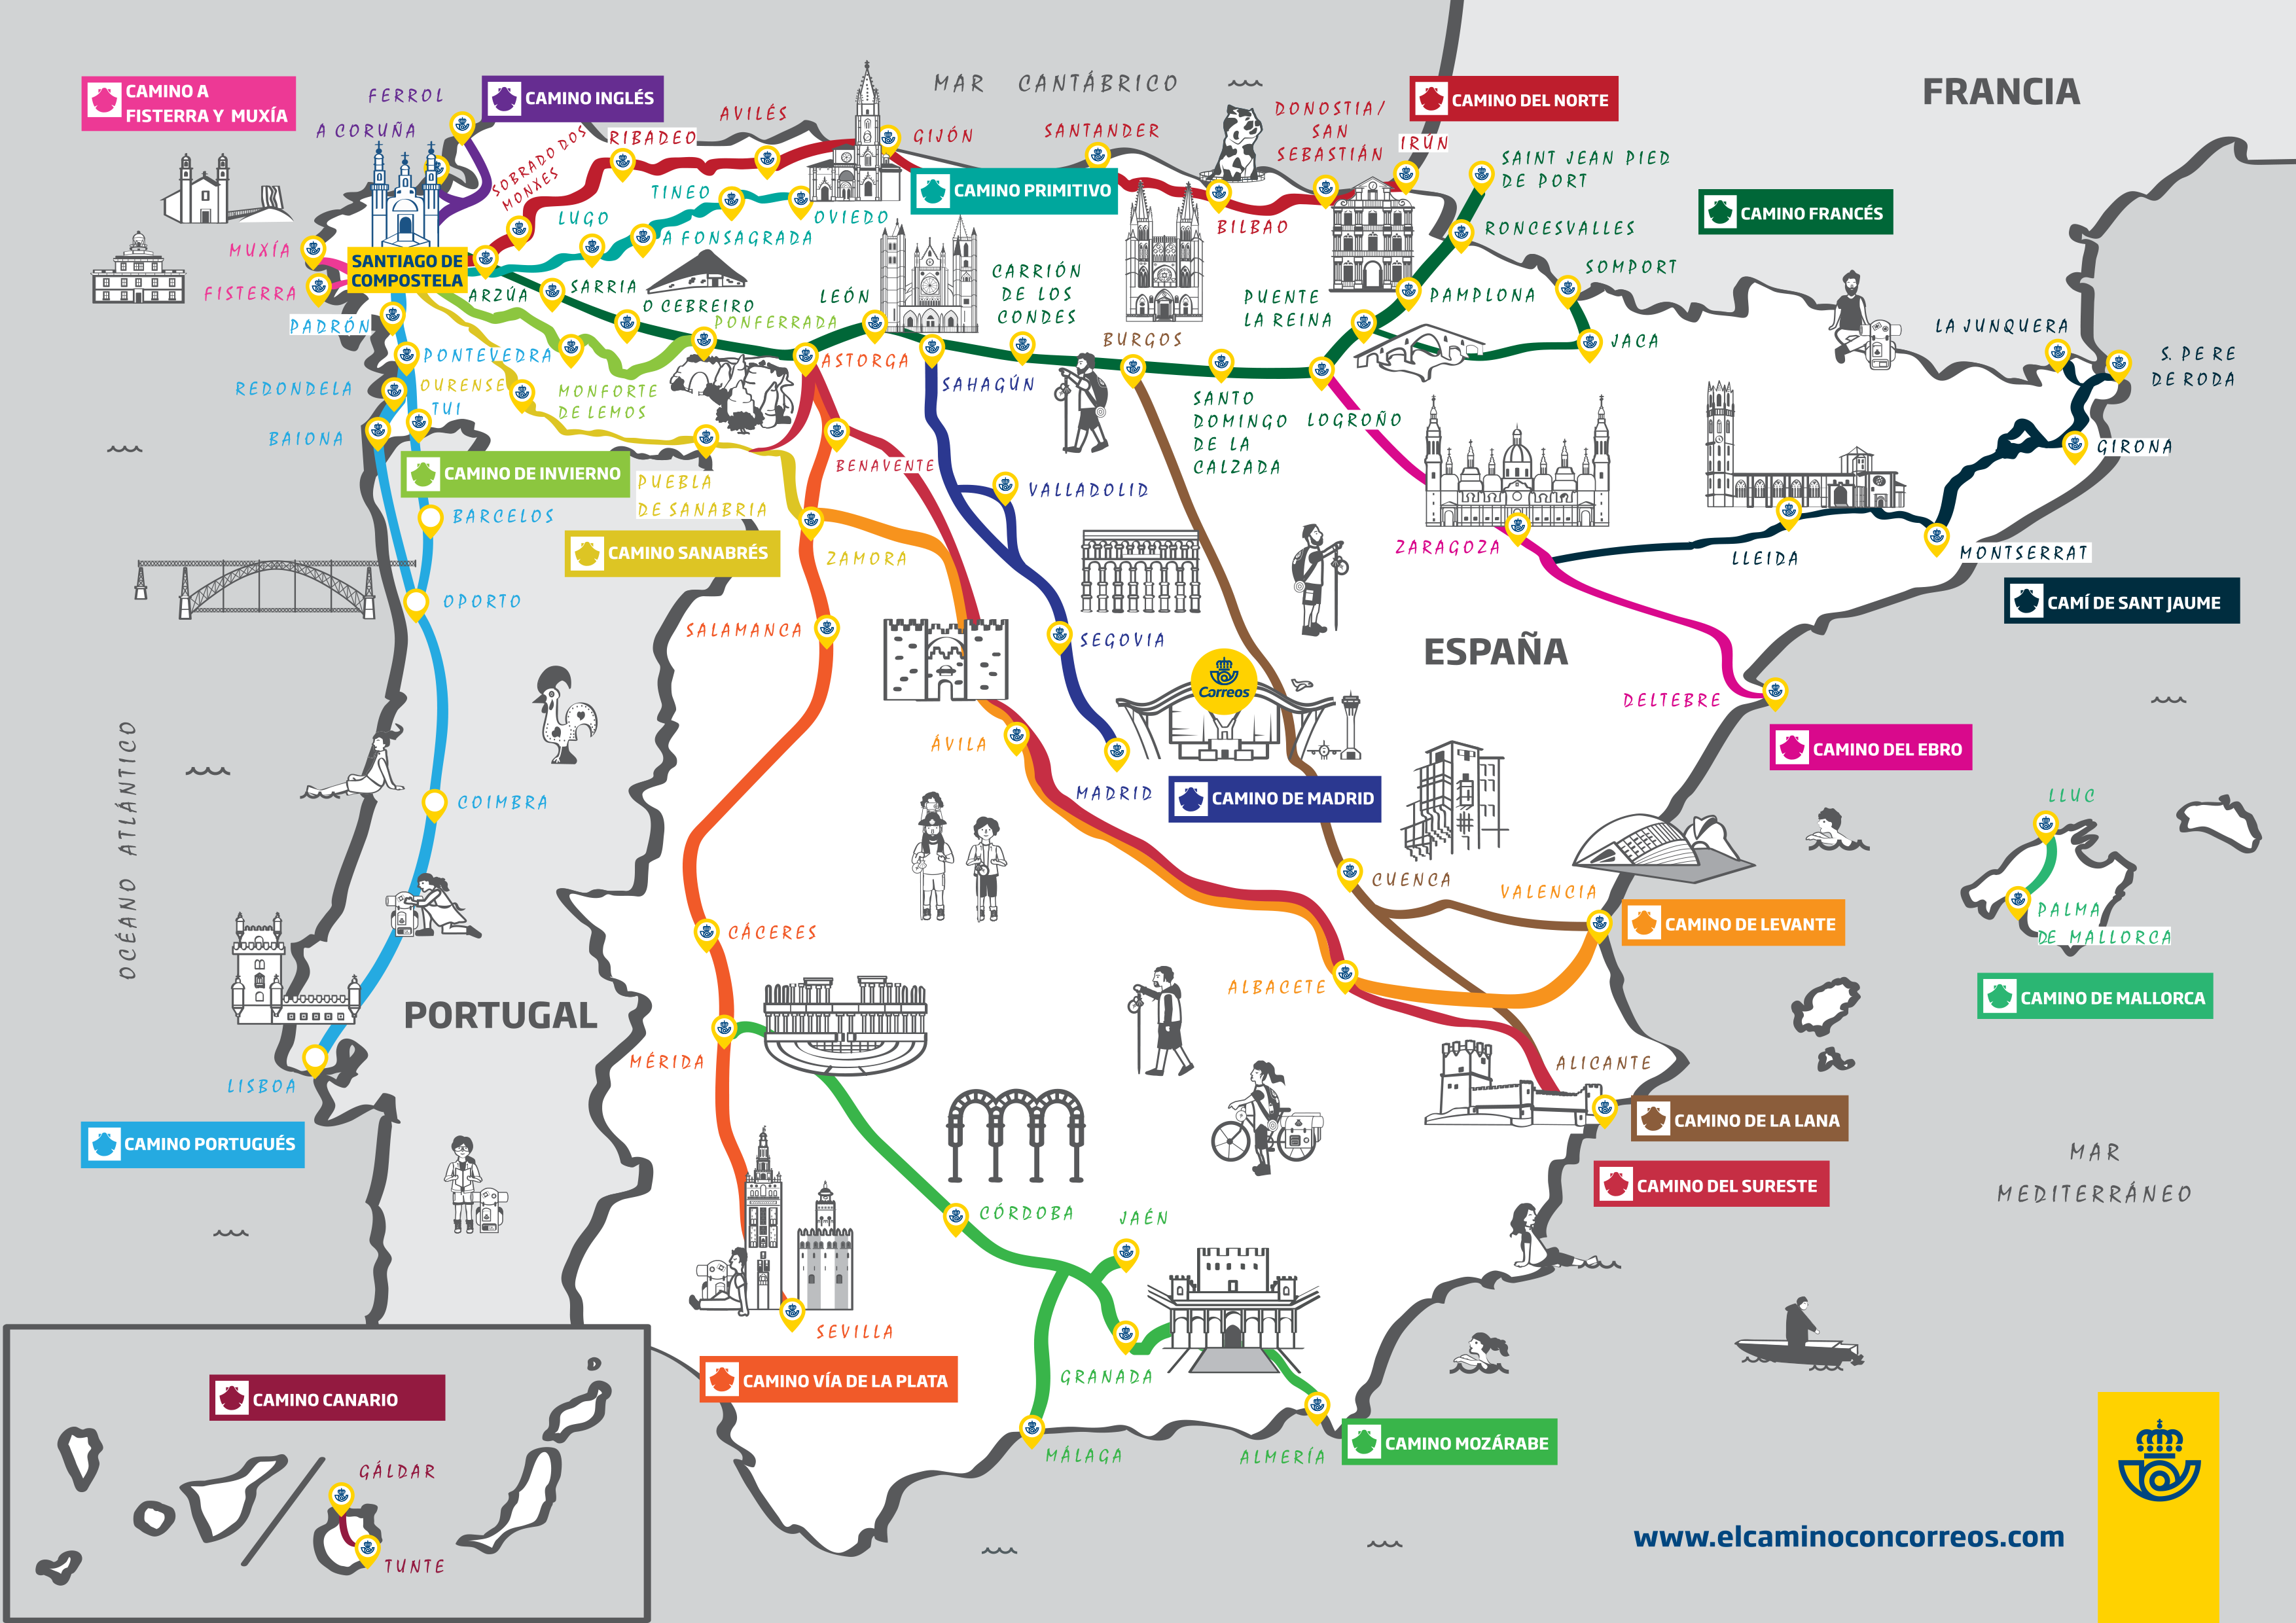 CAMINO A
FISTERRA Y MUXÍA
FERROL
CAMINO INGLÉS
A CORUÑA
SOBRADO DOS
MONXES
RIBADEO
AVILÉS
GIJÓN
MAR CANTÁBRICO
SANTANDER
DONOSTIA/
SAN
SEBASTIÁN
CAMINO DEL NORTE
IRÚN
SAINT JEAN PIED
DE PORT
FRANCIA
TINEO
LUGO
OVIEDO
A FONSAGRADA
CAMINO PRIMITIVO
BILBAO
RONCESVALLES
CAMINO FRANCÉS
MUXÍA
FISTERRA
SANTIAGO DE
COMPOSTELA
ARZÚA
SARRIA
O CEBREIRO
LEÓN
CARRIÓN
DE LOS
CONDES
PUENTE
LA REINA
PAMPLONA
SOMPORT
JACA
LA JUNQUERA
S. PERE
DE RODA
PADRÓN
PONFERRADA
PONTEVEDRA
ASTORGA
BURGOS
REDONDELA
OURENSE
TUI
MONFORTE
DE LEMOS
SAHAGÚN
SANTO
DOMINGO
DE LA
CALZADA
LOGROÑO
BAIONA
GIRONA
CAMINO DE INVIERNO
PUEBLA
DE SANABRIA
BENAVENTE
VALLADOLID
BARCELOS
CAMINO SANABRÉS
ZAMORA
ZARAGOZA
LLEIDA
MONTSERRAT
OPORTO
CAMÍ DE SANT JAUME
SALAMANCA
SEGOVIA
ESPAÑA
Correos
DELTEBRE
OCÉANO ATLÁNTICO
ÁVILA
MADRID
CAMINO DE MADRID
CAMINO DEL EBRO
COIMBRA
LLUC
CUENCA
VALENCIA
CAMINO DE LEVANTE
PALMA
DE MALLORCA
CÁCERES
ALBACETE
CAMINO DE MALLORCA
PORTUGAL
MÉRIDA
ALICANTE
LISBOA
CAMINO DE LA LANA
CAMINO PORTUGUÉS
CAMINO DEL SURESTE
MAR
MEDITERRÁNEO
CÓRDOBA
JAÉN
SEVILLA
GRANADA
CAMINO VÍA DE LA PLATA
CAMINO CANARIO
MÁLAGA
ALMERÍA
CAMINO MOZÁRABE
GÁLDAR
TUNTE
www.elcaminoconcorreos.com